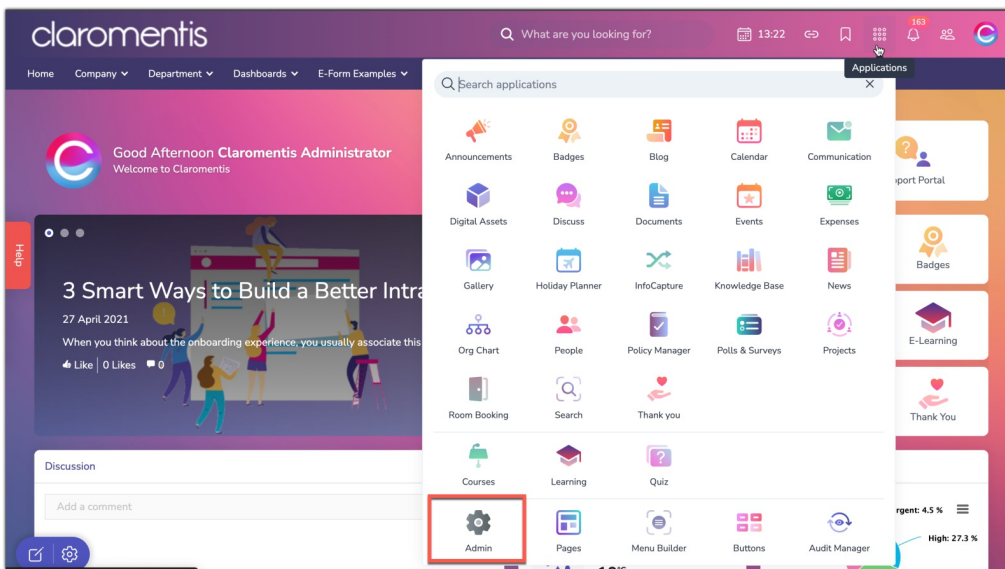 claromentis
What are you looking for?
13:22
163
Home Company Department Dashboards E-Form Examples
Applications
Search applications
Good Afternoon Claromentis Administrator
Welcome to Claromentis
Announcements Badges Blog Calendar Communication
Digital Assets Discuss Documents Events Expenses
Gallery Holiday Planner InfoCapture Knowledge Base News
Org Chart People Policy Manager Polls & Surveys Projects
Room Booking Search Thank you
Courses Learning Quiz
Admin Pages Menu Builder Buttons Audit Manager
Help
3 Smart Ways to Build a Better Intra
27 April 2021
When you think about the onboarding experience, you usually associate this
Like 0 Likes 0
Discussion
Add a comment
port Portal
Badges
E-Learning
Thank You
rgent: 4.5 %
High: 27.3 %